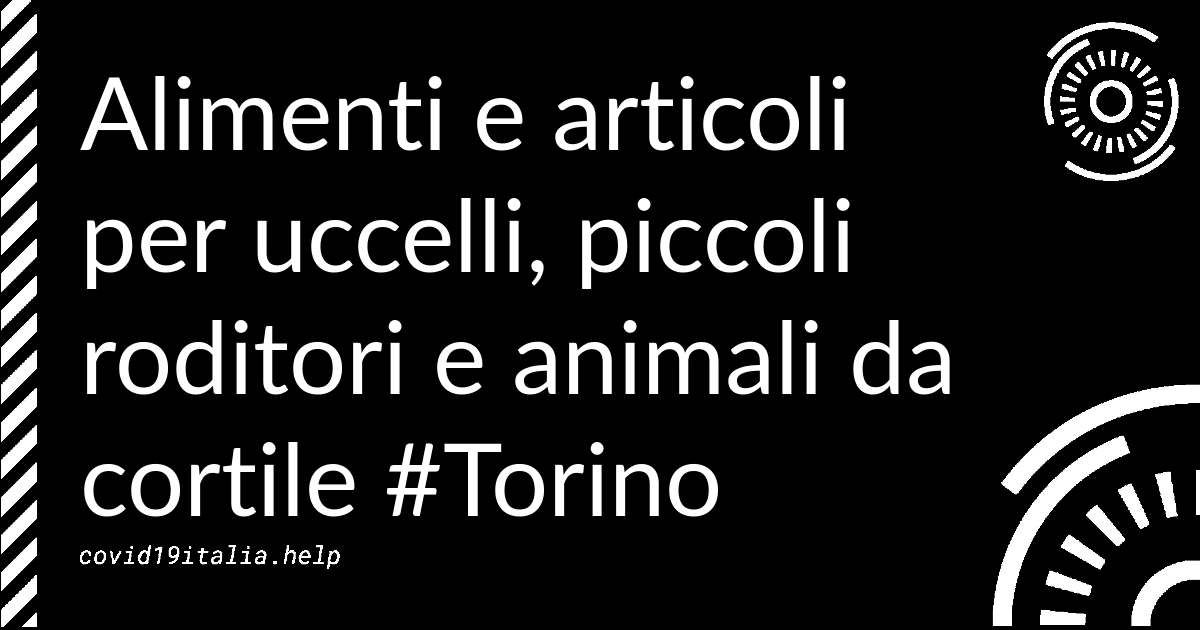 Alimenti e articoli
per uccelli, piccoli
roditori e animali da
cortile #Torino
covid19italia.help